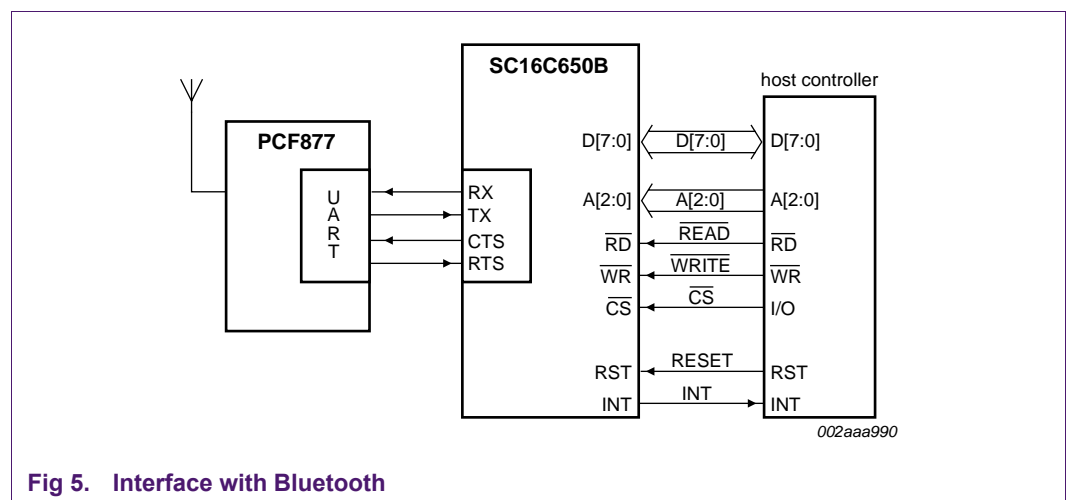 SC16C650B
host controller
PCF877
UART
RX
TX
CTS
RTS
D[7:0] D[7:0] D[7:0]
A[2:0] A[2:0] A[2:0]
RD READ RD
WR WRITE WR
CS CS I/O
RST RESET RST
INT INT INT
002aaa990
Fig 5. Interface with Bluetooth